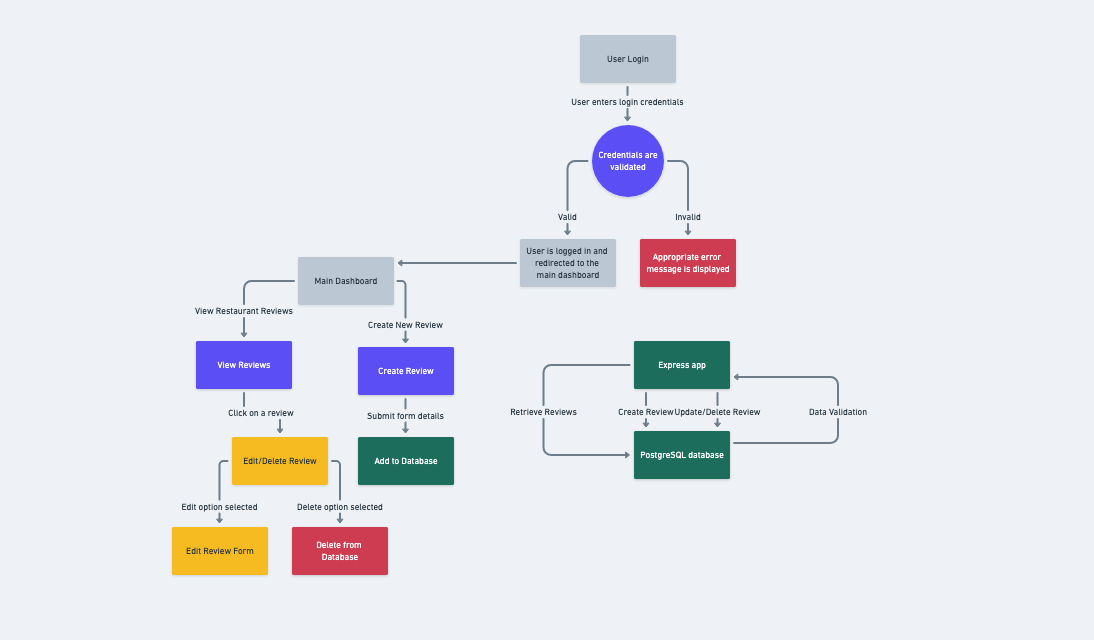 User Login
User enters login credentials
Credentials are
validated
Valid
Invalid
User is logged in and
redirected to the
main dashboard
Appropriate error
message is displayed
Main Dashboard
View Restaurant Reviews
Create New Review
View Reviews
Create Review
Click on a review
Submit form details
Edit/Delete Review
Add to Database
Edit option selected
Delete option selected
Edit Review Form
Delete from
Database
Express app
Retrieve Reviews
Create Review
Update/Delete Review
Data Validation
PostgreSQL database